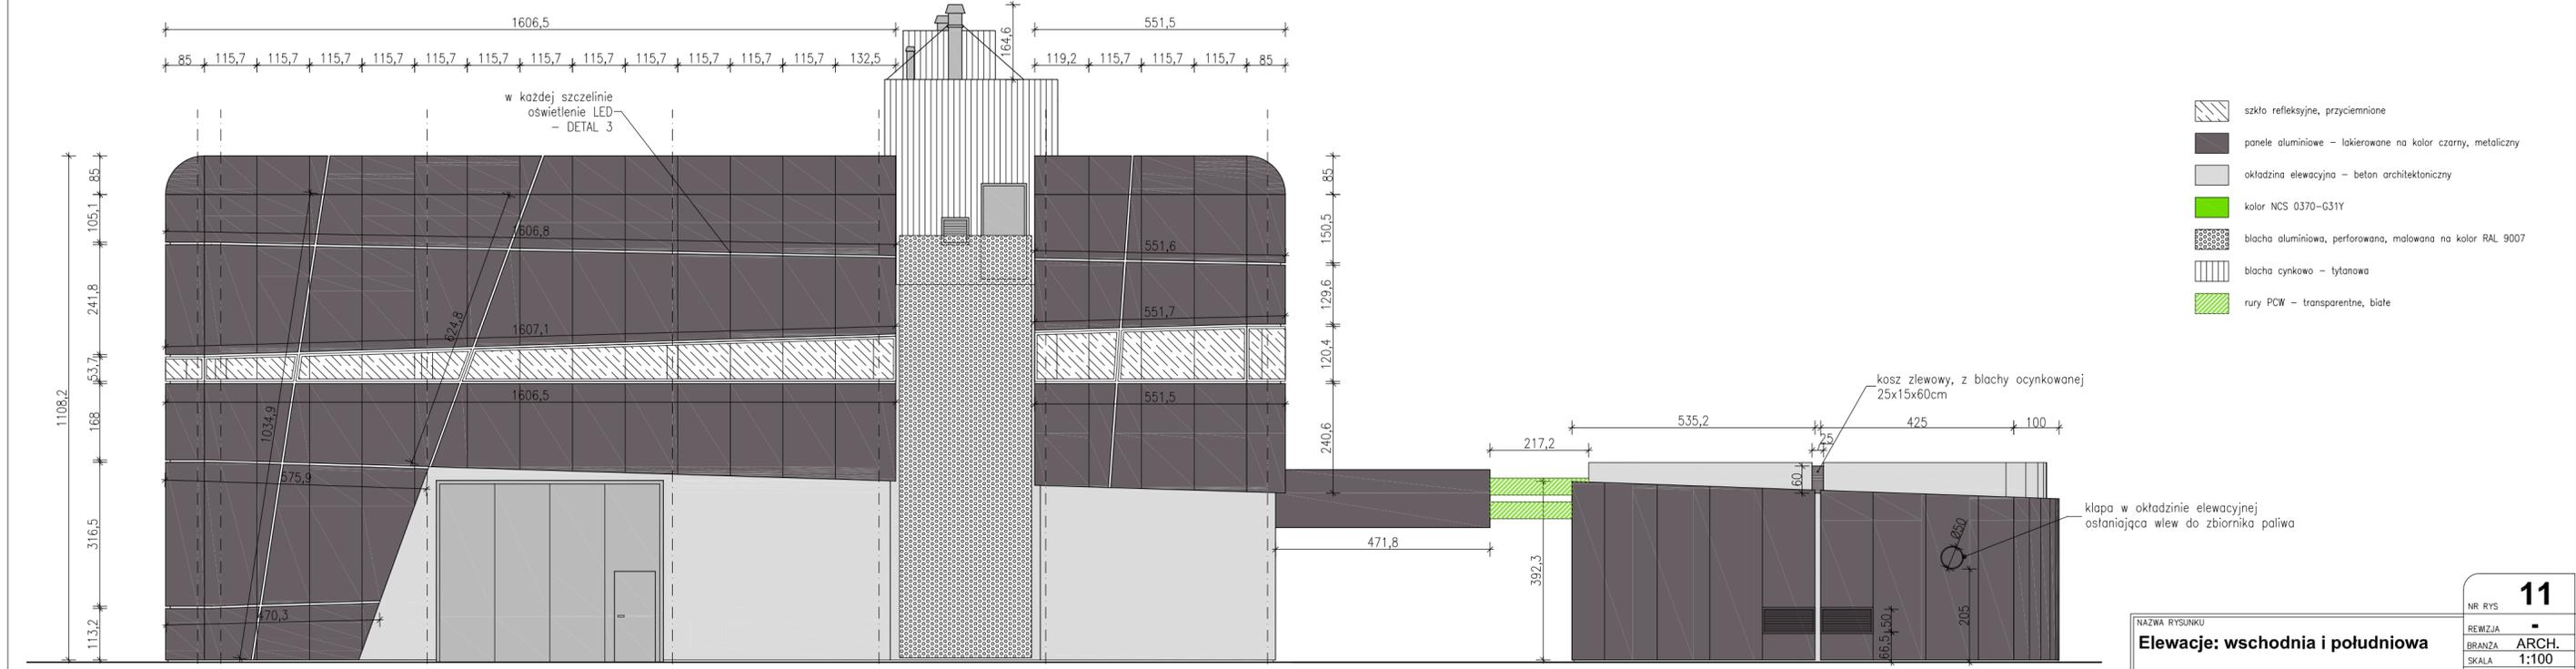 1606,5
551,5
164,6
85 115,7 115,7 115,7 115,7 115,7 115,7 115,7 115,7 115,7 115,7 115,7 115,7 132,5
119,2 115,7 115,7 115,7 85
w każdej szczelinie
oświetlenie LED
– DETAL 3
1108,2
85
105,1
241,8
53,7
168
316,5
113,2
1606,8
624,8
1607,1
1034,9
1606,5
675,9
470,3
551,6
551,7
551,5
85
150,5
129,6
120,4
240,6
471,8
217,2
392,3
535,2
25
425
100
60
kosz zlewowy, z blachy ocynkowanej
25x15x60cm
klapa w okładzinie elewacyjnej
osłaniająca wlew do zbiornika paliwa
Ø50
205
50
66,5
szkło refleksyjne, przyciemnione
panele aluminiowe – lakierowane na kolor czarny, metaliczny
okładzina elewacyjna – beton architektoniczny
kolor NCS 0370-G31Y
blacha aluminiowa, perforowana, malowana na kolor RAL 9007
blacha cynkowo – tytanowa
rury PCW – transparentne, białe
NAZWA RYSUNKU
Elewacje: wschodnia i południowa
NR RYS 11
REWIZJA -
BRANŻA ARCH.
SKALA 1:100